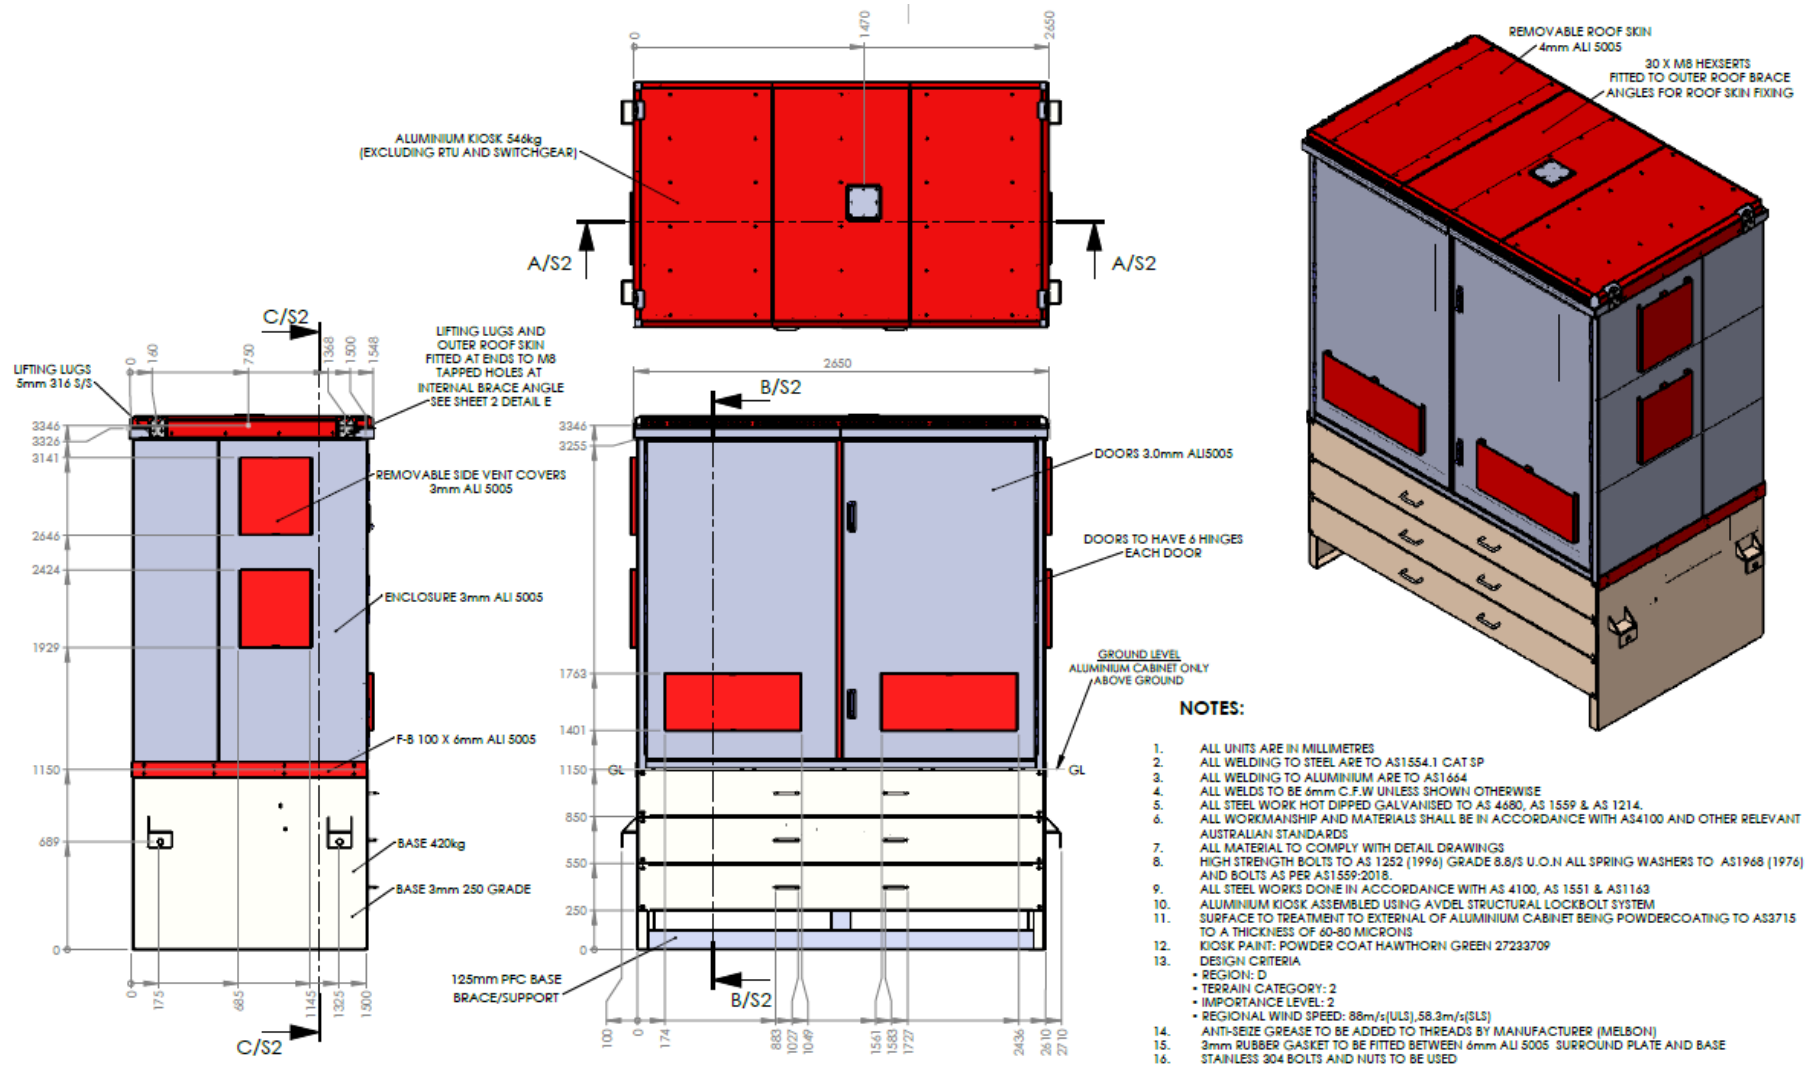 0
1470
2650
ALUMINIUM KIOSK 546kg
(EXCLUDING RTU AND SWITCHGEAR)
A/S2
A/S2
REMOVABLE ROOF SKIN
4mm ALI 5005
30 X M8 HEXSERTS
FITTED TO OUTER ROOF BRACE
ANGLES FOR ROOF SKIN FIXING
C/S2
0
160
750
1368
1500
1548
LIFTING LUGS
5mm 316 S/S
LIFTING LUGS AND
OUTER ROOF SKIN
FITTED AT ENDS TO M8
TAPPED HOLES AT
INTERNAL BRACE ANGLE
SEE SHEET 2 DETAIL E
3346
3326
3141
2646
2424
1929
1150
689
0
REMOVABLE SIDE VENT COVERS
3mm ALI 5005
ENCLOSURE 3mm ALI 5005
F-B 100 X 6mm ALI 5005
BASE 420kg
BASE 3mm 250 GRADE
0
175
685
1145
1325
1500
C/S2
2650
B/S2
3346
3255
1763
1401
1150
850
550
250
0
GL
GL
DOORS 3.0mm ALI5005
DOORS TO HAVE 6 HINGES
EACH DOOR
GROUND LEVEL
ALUMINIUM CABINET ONLY
ABOVE GROUND
125mm PFC BASE
BRACE/SUPPORT
B/S2
100
0
174
883
1027
1049
1561
1583
1727
2436
2610
2710
NOTES:
1. ALL UNITS ARE IN MILLIMETRES
2. ALL WELDING TO STEEL ARE TO AS1554.1 CAT SP
3. ALL WELDING TO ALUMINIUM ARE TO AS1664
4. ALL WELDS TO BE 6mm C.F.W UNLESS SHOWN OTHERWISE
5. ALL STEEL WORK HOT DIPPED GALVANISED TO AS 4680, AS 1559 & AS 1214.
6. ALL WORKMANSHIP AND MATERIALS SHALL BE IN ACCORDANCE WITH AS4100 AND OTHER RELEVANT
AUSTRALIAN STANDARDS
7. ALL MATERIAL TO COMPLY WITH DETAIL DRAWINGS
8. HIGH STRENGTH BOLTS TO AS 1252 (1996) GRADE 8.8/S U.O.N ALL SPRING WASHERS TO AS1968 (1976)
AND BOLTS AS PER AS1559:2018.
9. ALL STEEL WORKS DONE IN ACCORDANCE WITH AS 4100, AS 1551 & AS1163
10. ALUMINIUM KIOSK ASSEMBLED USING AVDEL STRUCTURAL LOCKBOLT SYSTEM
11. SURFACE TO TREATMENT TO EXTERNAL OF ALUMINIUM CABINET BEING POWDERCOATING TO AS3715
TO A THICKNESS OF 60-80 MICRONS
12. KIOSK PAINT: POWDER COAT HAWTHORN GREEN 27233709
13. DESIGN CRITERIA
• REGION: D
• TERRAIN CATEGORY: 2
• IMPORTANCE LEVEL: 2
• REGIONAL WIND SPEED: 88m/s(ULS),58.3m/s(SLS)
14. ANTI-SEIZE GREASE TO BE ADDED TO THREADS BY MANUFACTURER (MELBON)
15. 3mm RUBBER GASKET TO BE FITTED BETWEEN 6mm ALI 5005 SURROUND PLATE AND BASE
16. STAINLESS 304 BOLTS AND NUTS TO BE USED